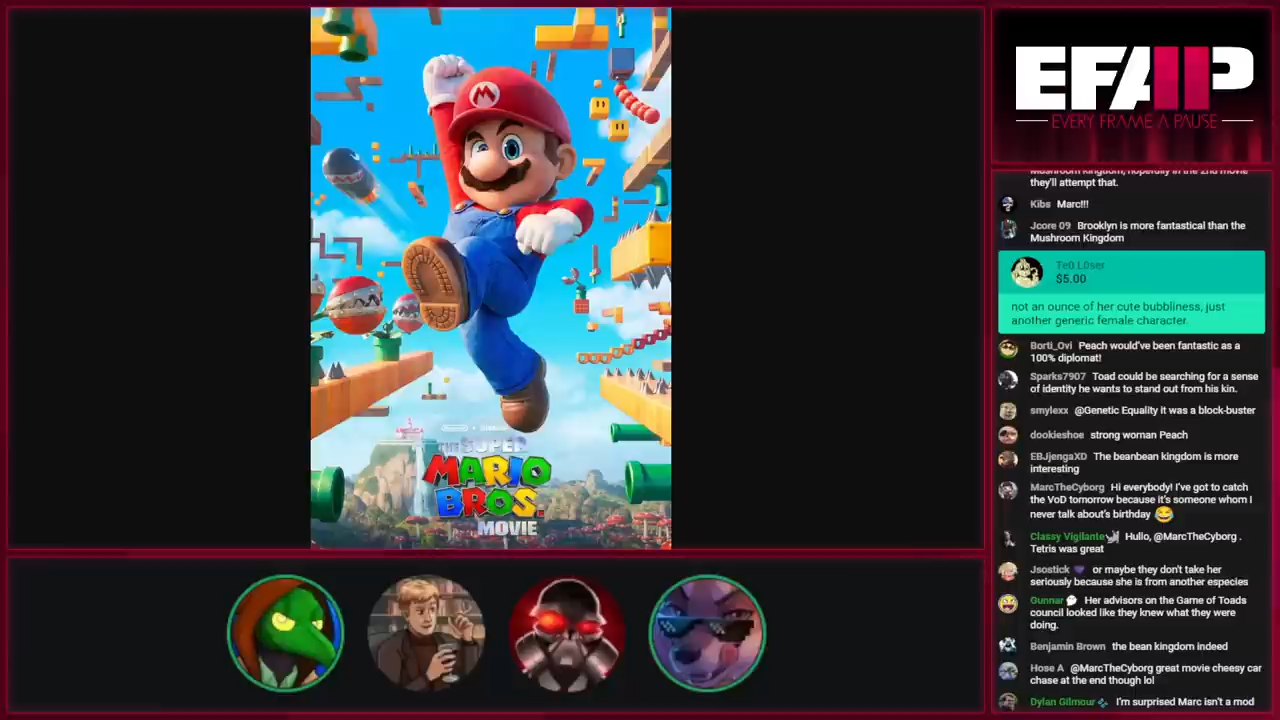 M
THE SUPER
MARIO
BROS.
MOVIE
EFAP
EVERY FRAME A PAUSE
they'll attempt that.
Kibs Marc!!!
Jcore 09 Brooklyn is more fantastical than the
Mushroom Kingdom
Te0 L0ser
$5.00
not an ounce of her cute bubbliness, just
another generic female character.
Borti_Ovi Peach would've been fantastic as a
100% diplomat!
Sparks7907 Toad could be searching for a sense
of identity he wants to stand out from his kin.
smylexx @Genetic Equality it was a block-buster
dookieshoe strong woman Peach
EBJjengaXD The beanbean kingdom is more
interesting
MarcTheCyborg Hi everybody! I've got to catch
the VoD tomorrow because it's someone whom I
never talk about's birthday 😂
Classy Vigilante Hullo, @MarcTheCyborg .
Tetris was great
Jsostick 💜 or maybe they don't take her
seriously because she is from another species
Gunnar Her advisors on the Game of Toads
council looked like they knew what they were
doing.
Benjamin Brown the bean kingdom indeed
Hose A @MarcTheCyborg great movie cheesy car
chase at the end though lol
Dylan Gilmour I'm surprised Marc isn't a mod